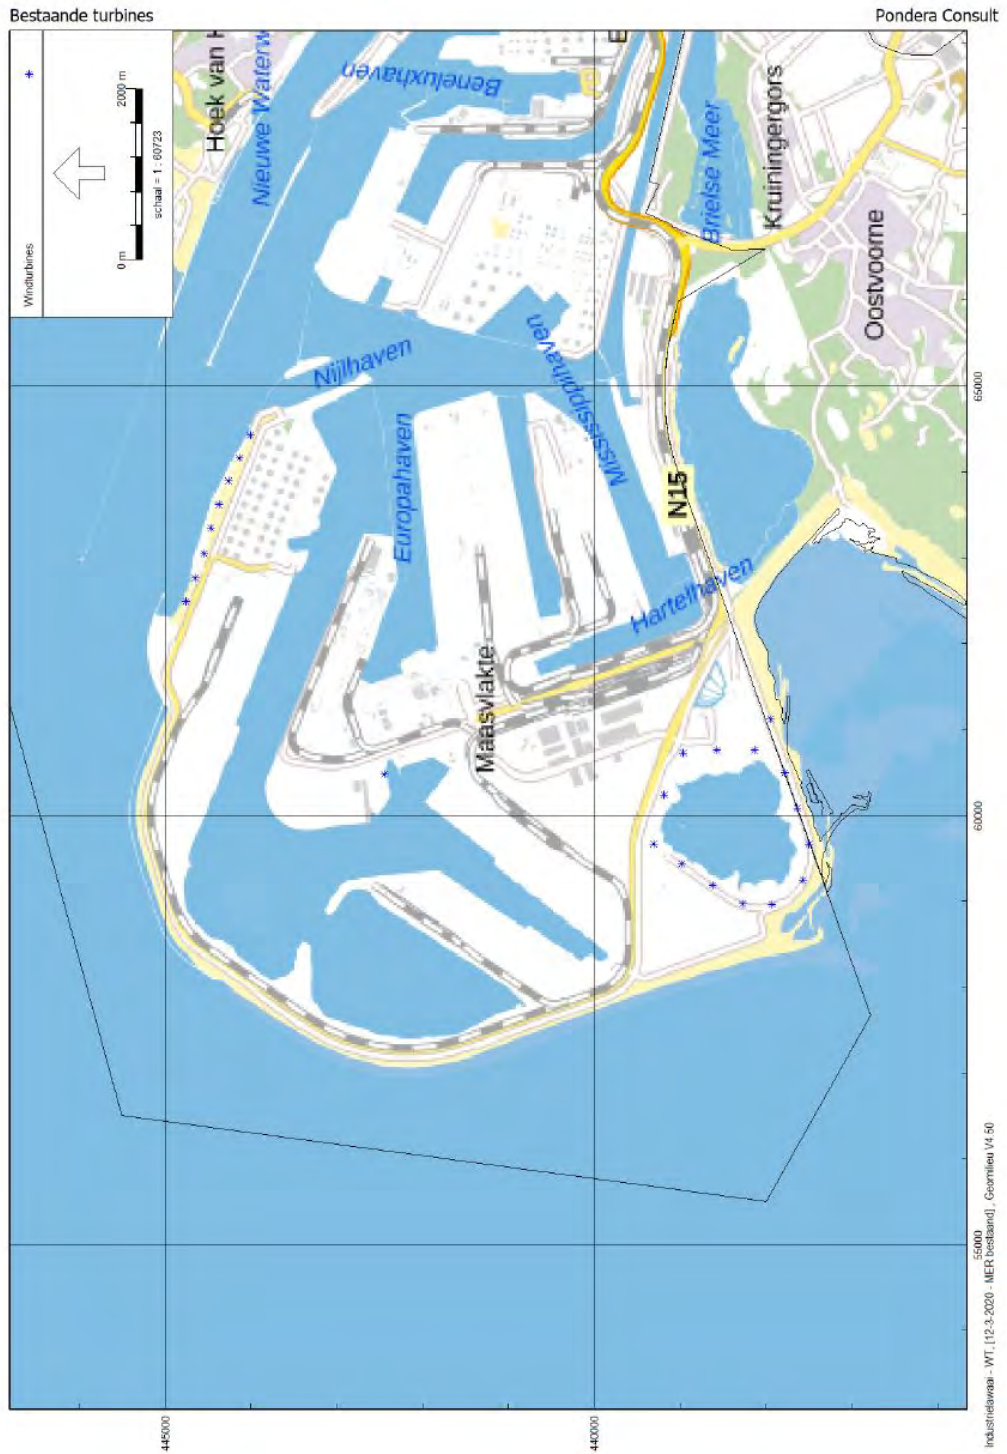 Bestaande turbines
Pondera Consult
Windturbines
0 m
2000 m
schaal = 1 : 60723
Hoek van H
Nieuwe Waterw
Beneluxhaven
E
Brielse Meer
Kruiningergors
Oostvoorne
Nijlhaven
Europahaven
Mississippihaven
N15
Hartelhaven
Maasvlakte
65000
60000
55000
445000
440000
Industrielawaai - WT, [12-3-2020 - MER bestaand] , Geomilieu V4.50